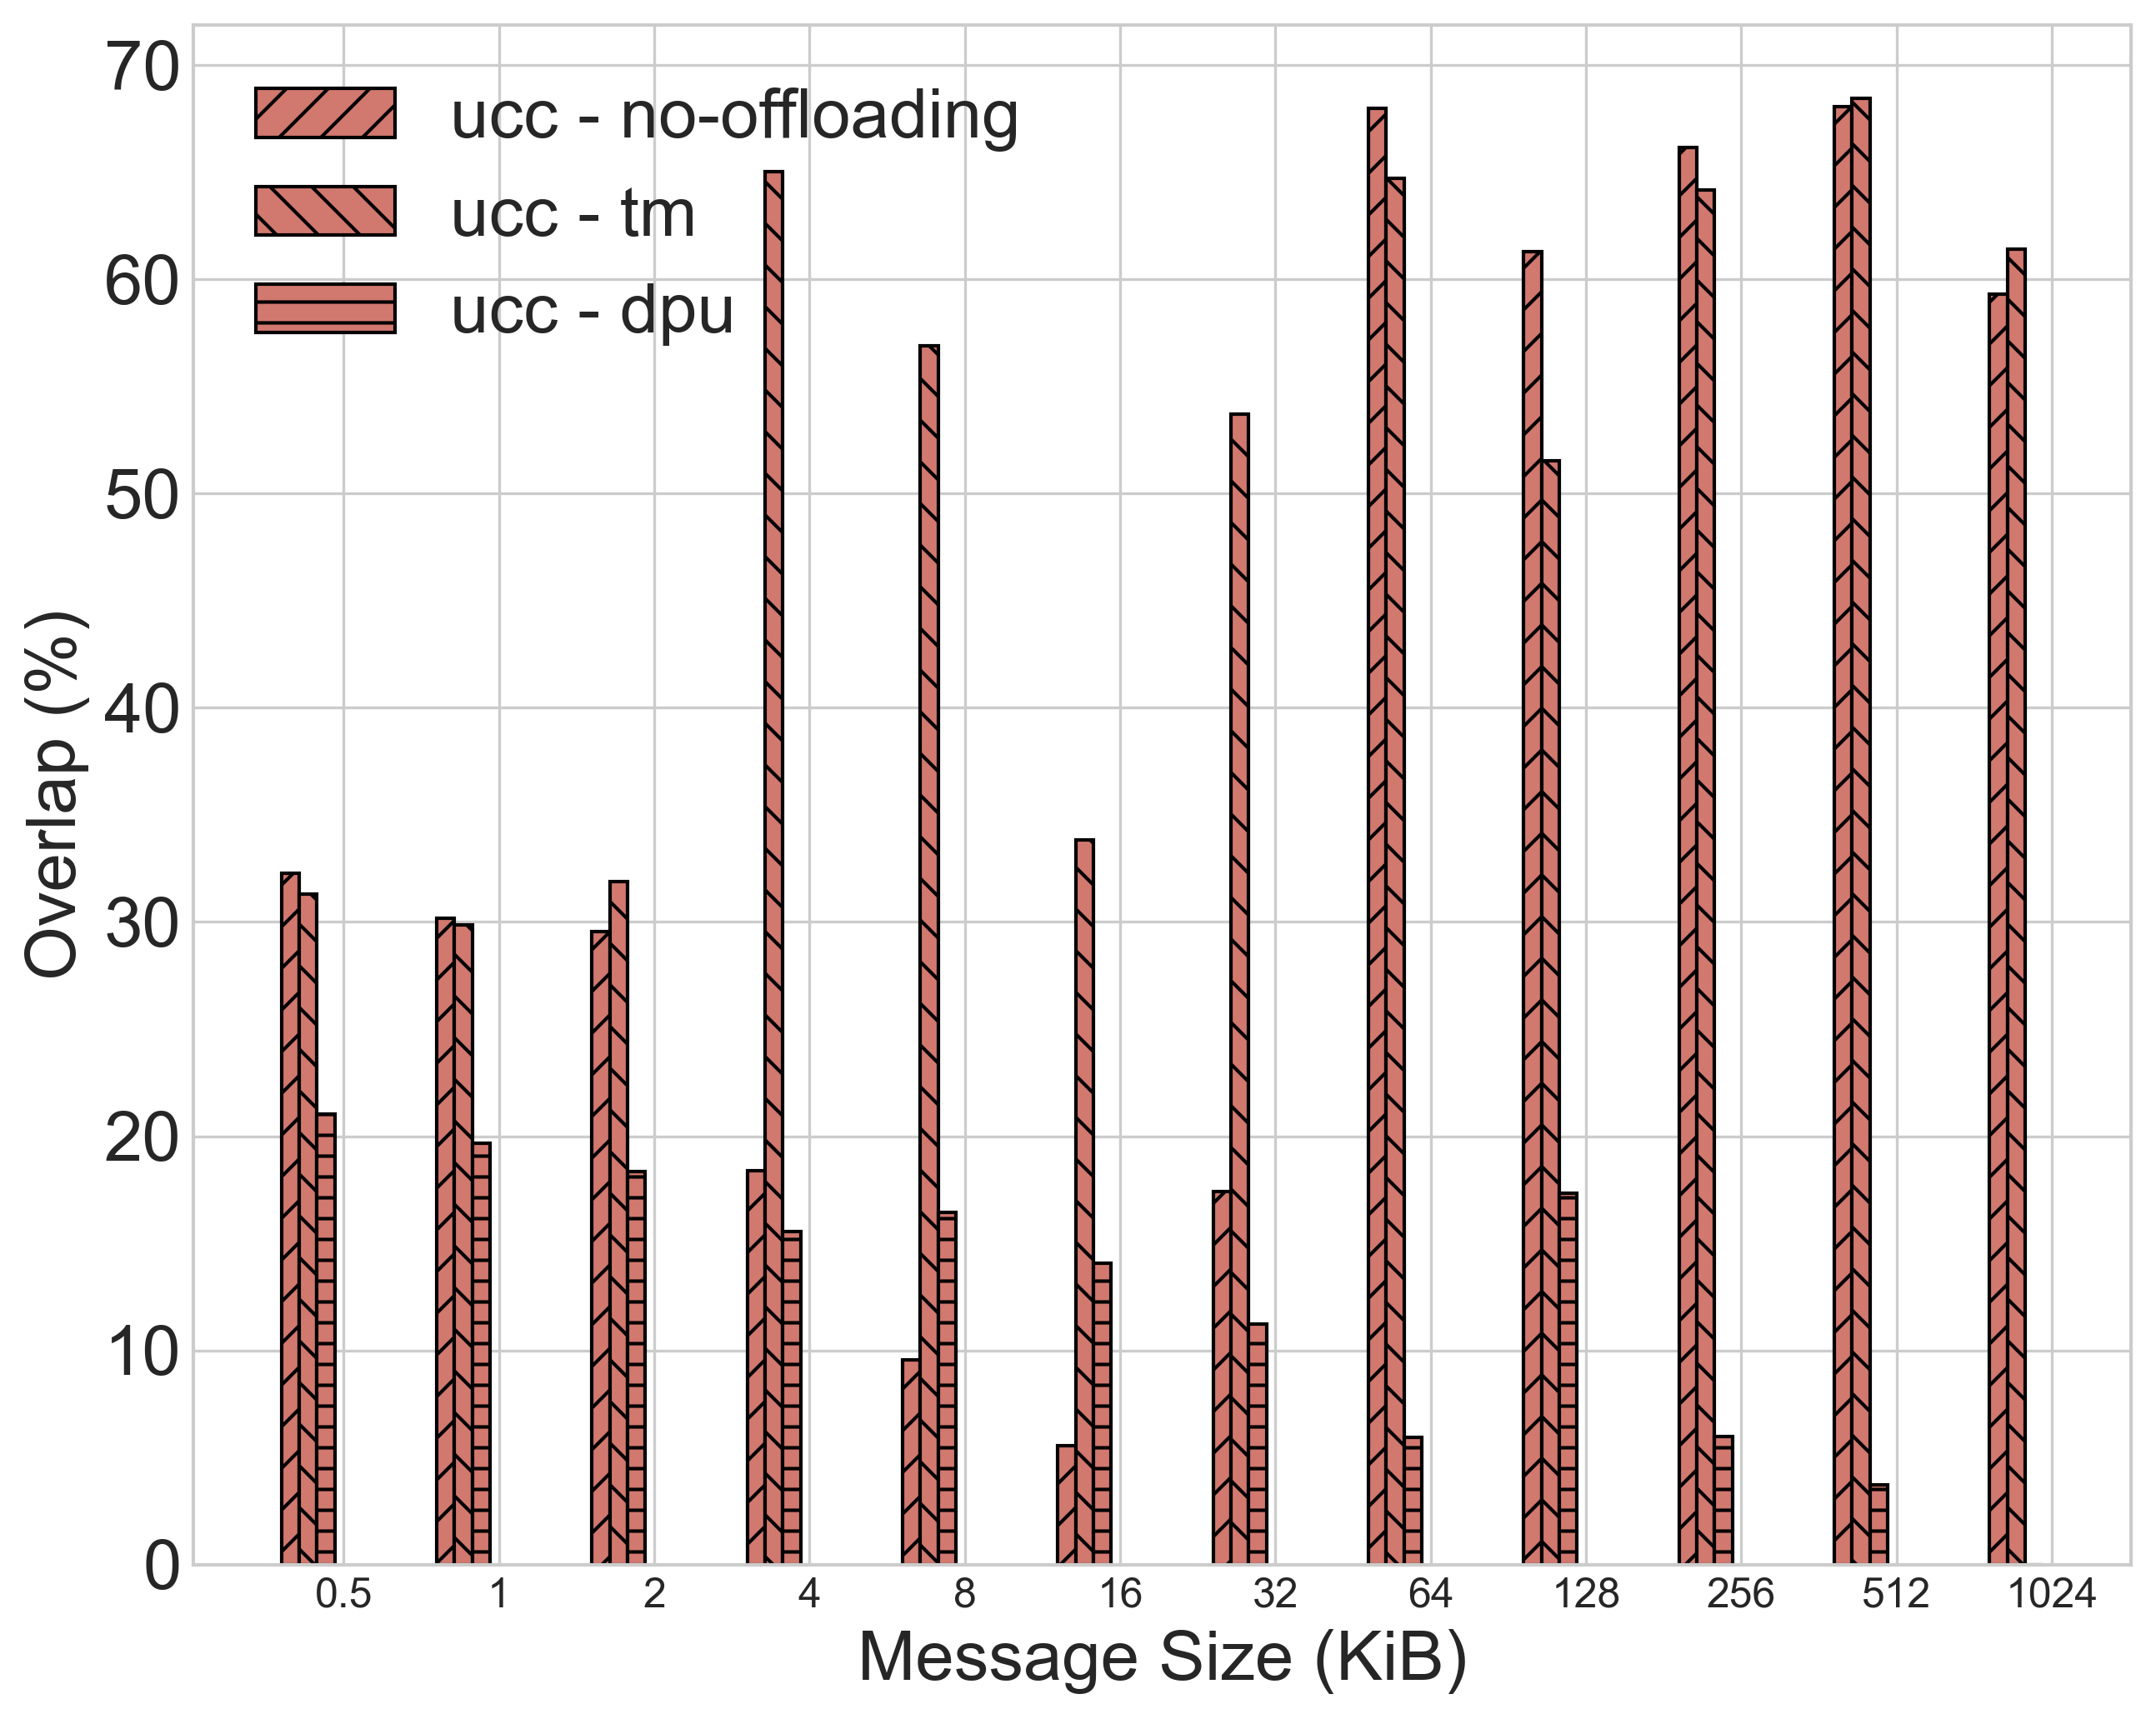 ucc - no-offloading
ucc - tm
ucc - dpu
Overlap (%)
70
60
50
40
30
20
10
0
0.5 1 2 4 8 16 32 64 128 256 512 1024
Message Size (KiB)